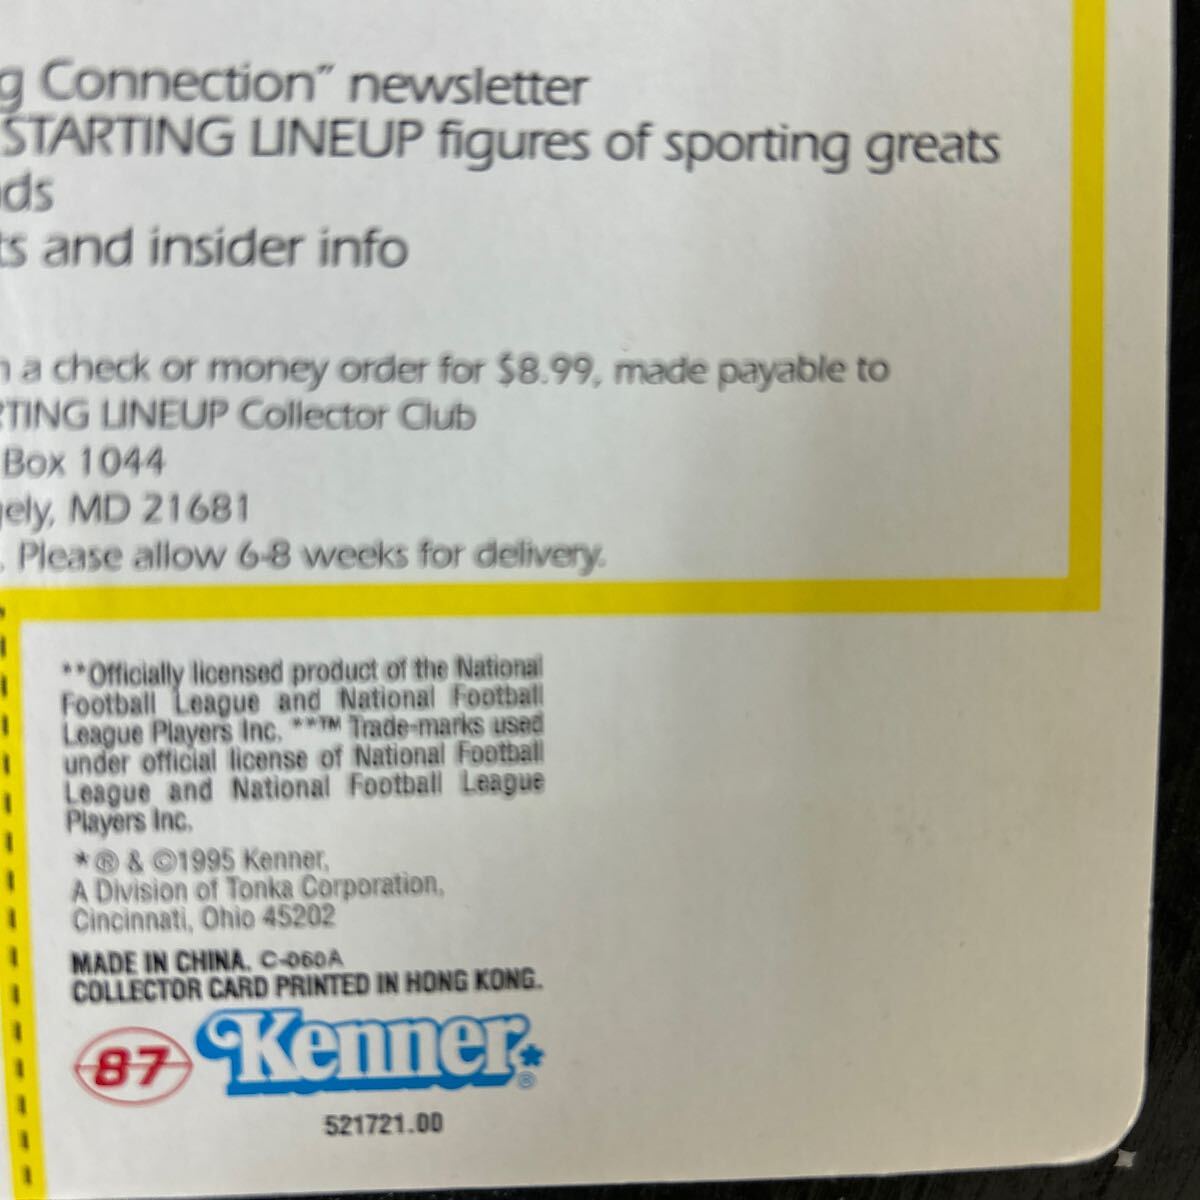 g Connection” newsletter
STARTING LINEUP figures of sporting greats
ds
ts and insider info
a check or money order for $8.99, made payable to
RTING LINEUP Collector Club
Box 1044
ely, MD 21681
. Please allow 6-8 weeks for delivery.
**Officially licensed product of the National
Football League and National Football
League Players Inc. **™ Trade-marks used
under official license of National Football
League and National Football League
Players Inc.
*® & ©1995 Kenner,
A Division of Tonka Corporation,
Cincinnati, Ohio 45202
MADE IN CHINA. C-060A
COLLECTOR CARD PRINTED IN HONG KONG.
87 Kenner*®
521721.00